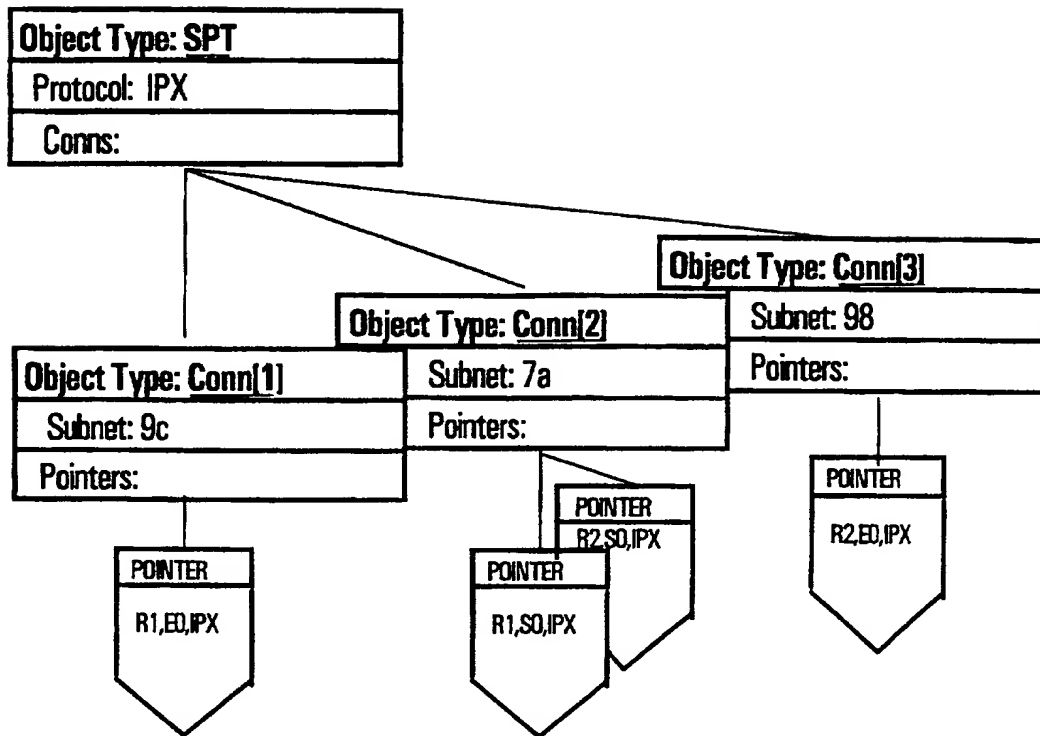 Object Type: SPT
Protocol: IPX
Conns:
Object Type: Conn[3]
Subnet: 98
Pointers:
Object Type: Conn[2]
Subnet: 7a
Pointers:
Object Type: Conn[1]
Subnet: 9c
Pointers:
POINTER
R1,E0,IPX
POINTER
R1,S0,IPX
POINTER
R2,S0,IPX
POINTER
R2,E0,IPX